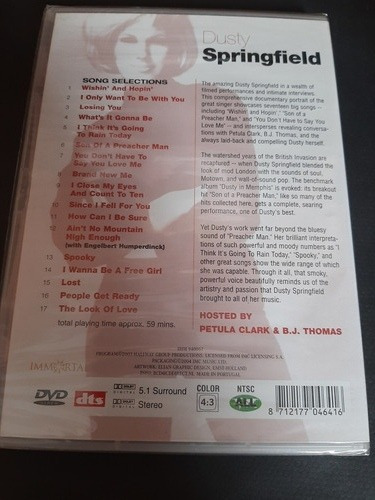 Dusty
Springfield
SONG SELECTIONS
1 Wishin' And Hopin'
2 I Only Want To Be With You
3 Losing You
4 What's It Gonna Be
5 I Think It's Going
To Rain Today
6 Son Of A Preacher Man
7 You Don't Have To
Say You Love Me
8 Brand New Me
9 I Close My Eyes
And Count To Ten
10 Since I Fell For You
11 How Can I Be Sure
12 Ain't No Mountain
High Enough
(with Engelbert Humperdinck)
13 Spooky
14 I Wanna Be A Free Girl
15 Lost
16 People Get Ready
17 The Look Of Love
total playing time approx. 59 mins.
The amazing Dusty Springfield in a wealth of
filmed performances and intimate interviews.
This comprehensive documentary portrait of the
great singer showcases seventeen big songs --
including 'Wishin' and Hopin'', "Son of a
Preacher Man," and "You Don't Have to Say You
Love Me" -- and intersperses revealing conversa-
tions with Petula Clark, B.J. Thomas, and the
always laid-back and compelling Dusty herself.
The watershed years of the British Invasion are
recaptured -- when Dusty Springfield blended the
look of mod London with the sounds of soul,
Motown, and wall-of-sound pop. The benchmark
album 'Dusty in Memphis' is evoked: its breakout
hit "Son of a Preacher Man," like so many of the
hits collected here, gets a complete, searing
performance, one of Dusty's best.
Yet Dusty's work went far beyond the bluesy
sound of "Preacher Man." Her brilliant interpreta-
tions of such powerful and moody numbers as "I
Think It's Going To Rain Today," "Spooky," and
other great songs show the wide range of which
she was capable. Through it all, that smoky,
powerful voice beautifully reminds us of the
artistry and passion that Dusty Springfield
brought to all of her music.
HOSTED BY
PETULA CLARK & B.J. THOMAS
IMMORTAL
DVD
dts
DOLBY DIGITAL
5.1 Surround
Stereo
COLOR
4:3
NTSC
ALL
8 712177 046416